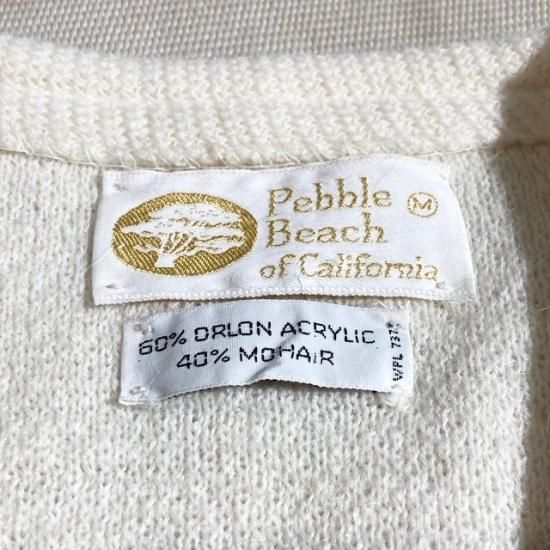 Pebble M
Beach
of California
60% ORLON ACRYLIC
40% MOHAIR
WPL